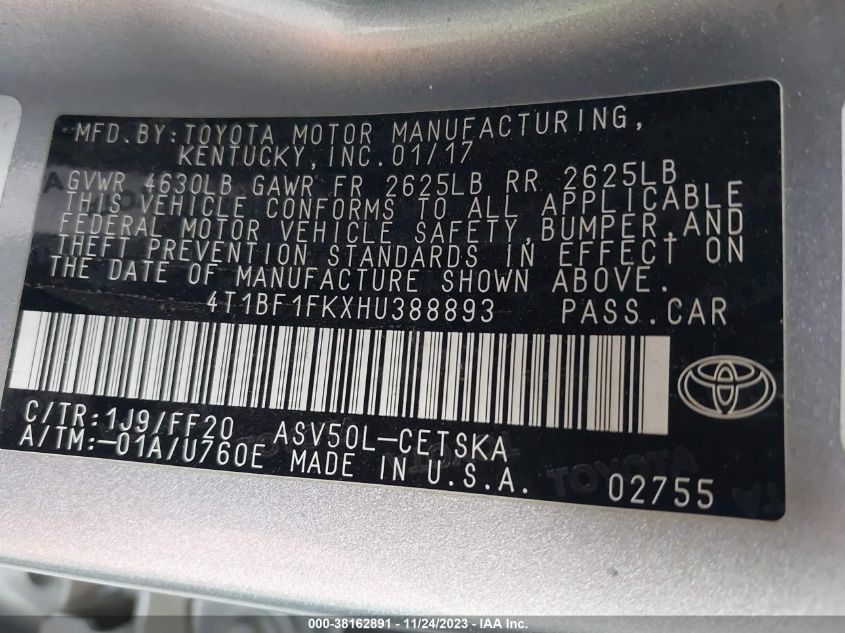 MFD.BY:TOYOTA MOTOR MANUFACTURING,
KENTUCKY,INC.01/17
GVWR 4630LB GAWR FR 2625LB RR 2625LB
THIS VEHICLE CONFORMS TO ALL APPLICABLE
FEDERAL MOTOR VEHICLE SAFETY,BUMPER,AND
THEFT PREVENTION STANDARDS IN EFFECT ON
THE DATE OF MANUFACTURE SHOWN ABOVE.
4T1BF1FKXHU388893 PASS.CAR
C/TR:1J9/FF20 ASV50L-CETSKA
A/TM:-01A/U760E MADE IN U.S.A.
TOYOTA
02755
000-38162891 - 11/24/2023 - IAA Inc.